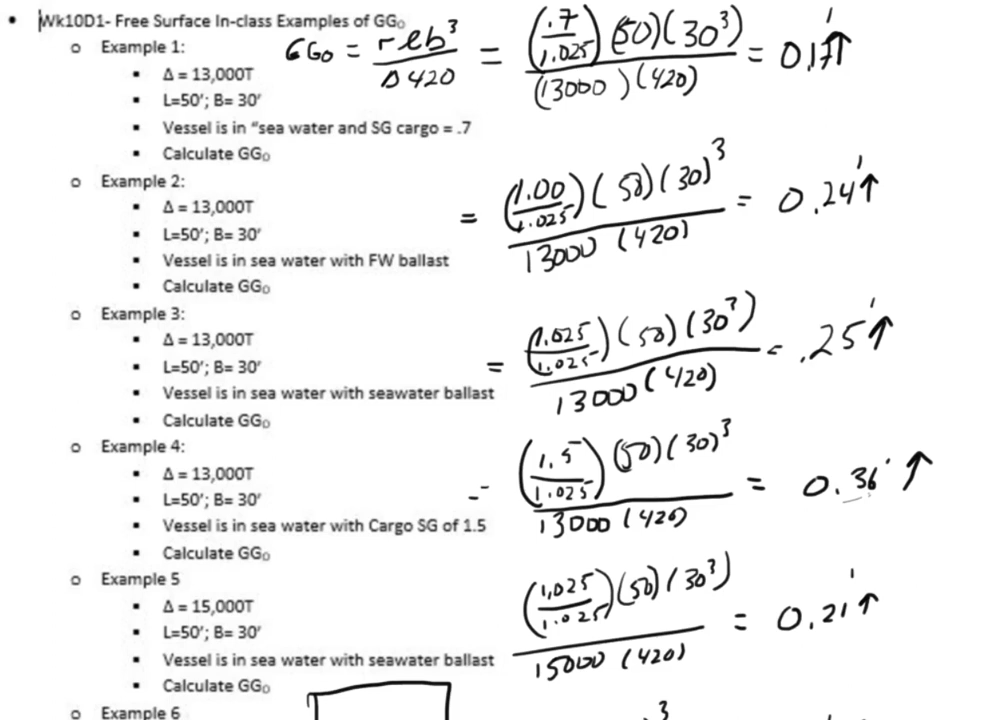 • Wk10D1- Free Surface In-class Examples of GG₀
o Example 1:
GG₀ = rℓb³ / Δ420 = (.7/1.025)(50)(30³) / (13000)(420) = 0.17' ↑
▪ Δ = 13,000T
▪ L=50'; B= 30'
▪ Vessel is in "sea water and SG cargo = .7
▪ Calculate GG₀
o Example 2:
▪ Δ = 13,000T
= (1.00/1.025)(50)(30)³ / 13000 (420) = 0.24' ↑
▪ L=50'; B= 30'
▪ Vessel is in sea water with FW ballast
▪ Calculate GG₀
o Example 3:
▪ Δ = 13,000T
▪ L=50'; B= 30'
= (1.025/1.025)(50)(30³) / 13000 (420) = .25' ↑
▪ Vessel is in sea water with seawater ballast
▪ Calculate GG₀
o Example 4:
▪ Δ = 13,000T
▪ L=50'; B= 30'
= (1.5/1.025)(50)(30)³ / 13000 (420) = 0.36' ↑
▪ Vessel is in sea water with Cargo SG of 1.5
▪ Calculate GG₀
o Example 5
▪ Δ = 15,000T
▪ L=50'; B= 30'
(1.025/1.025)(50)(30³) / 15000 (420) = 0.21' ↑
▪ Vessel is in sea water with seawater ballast
▪ Calculate GG₀
o Example 6